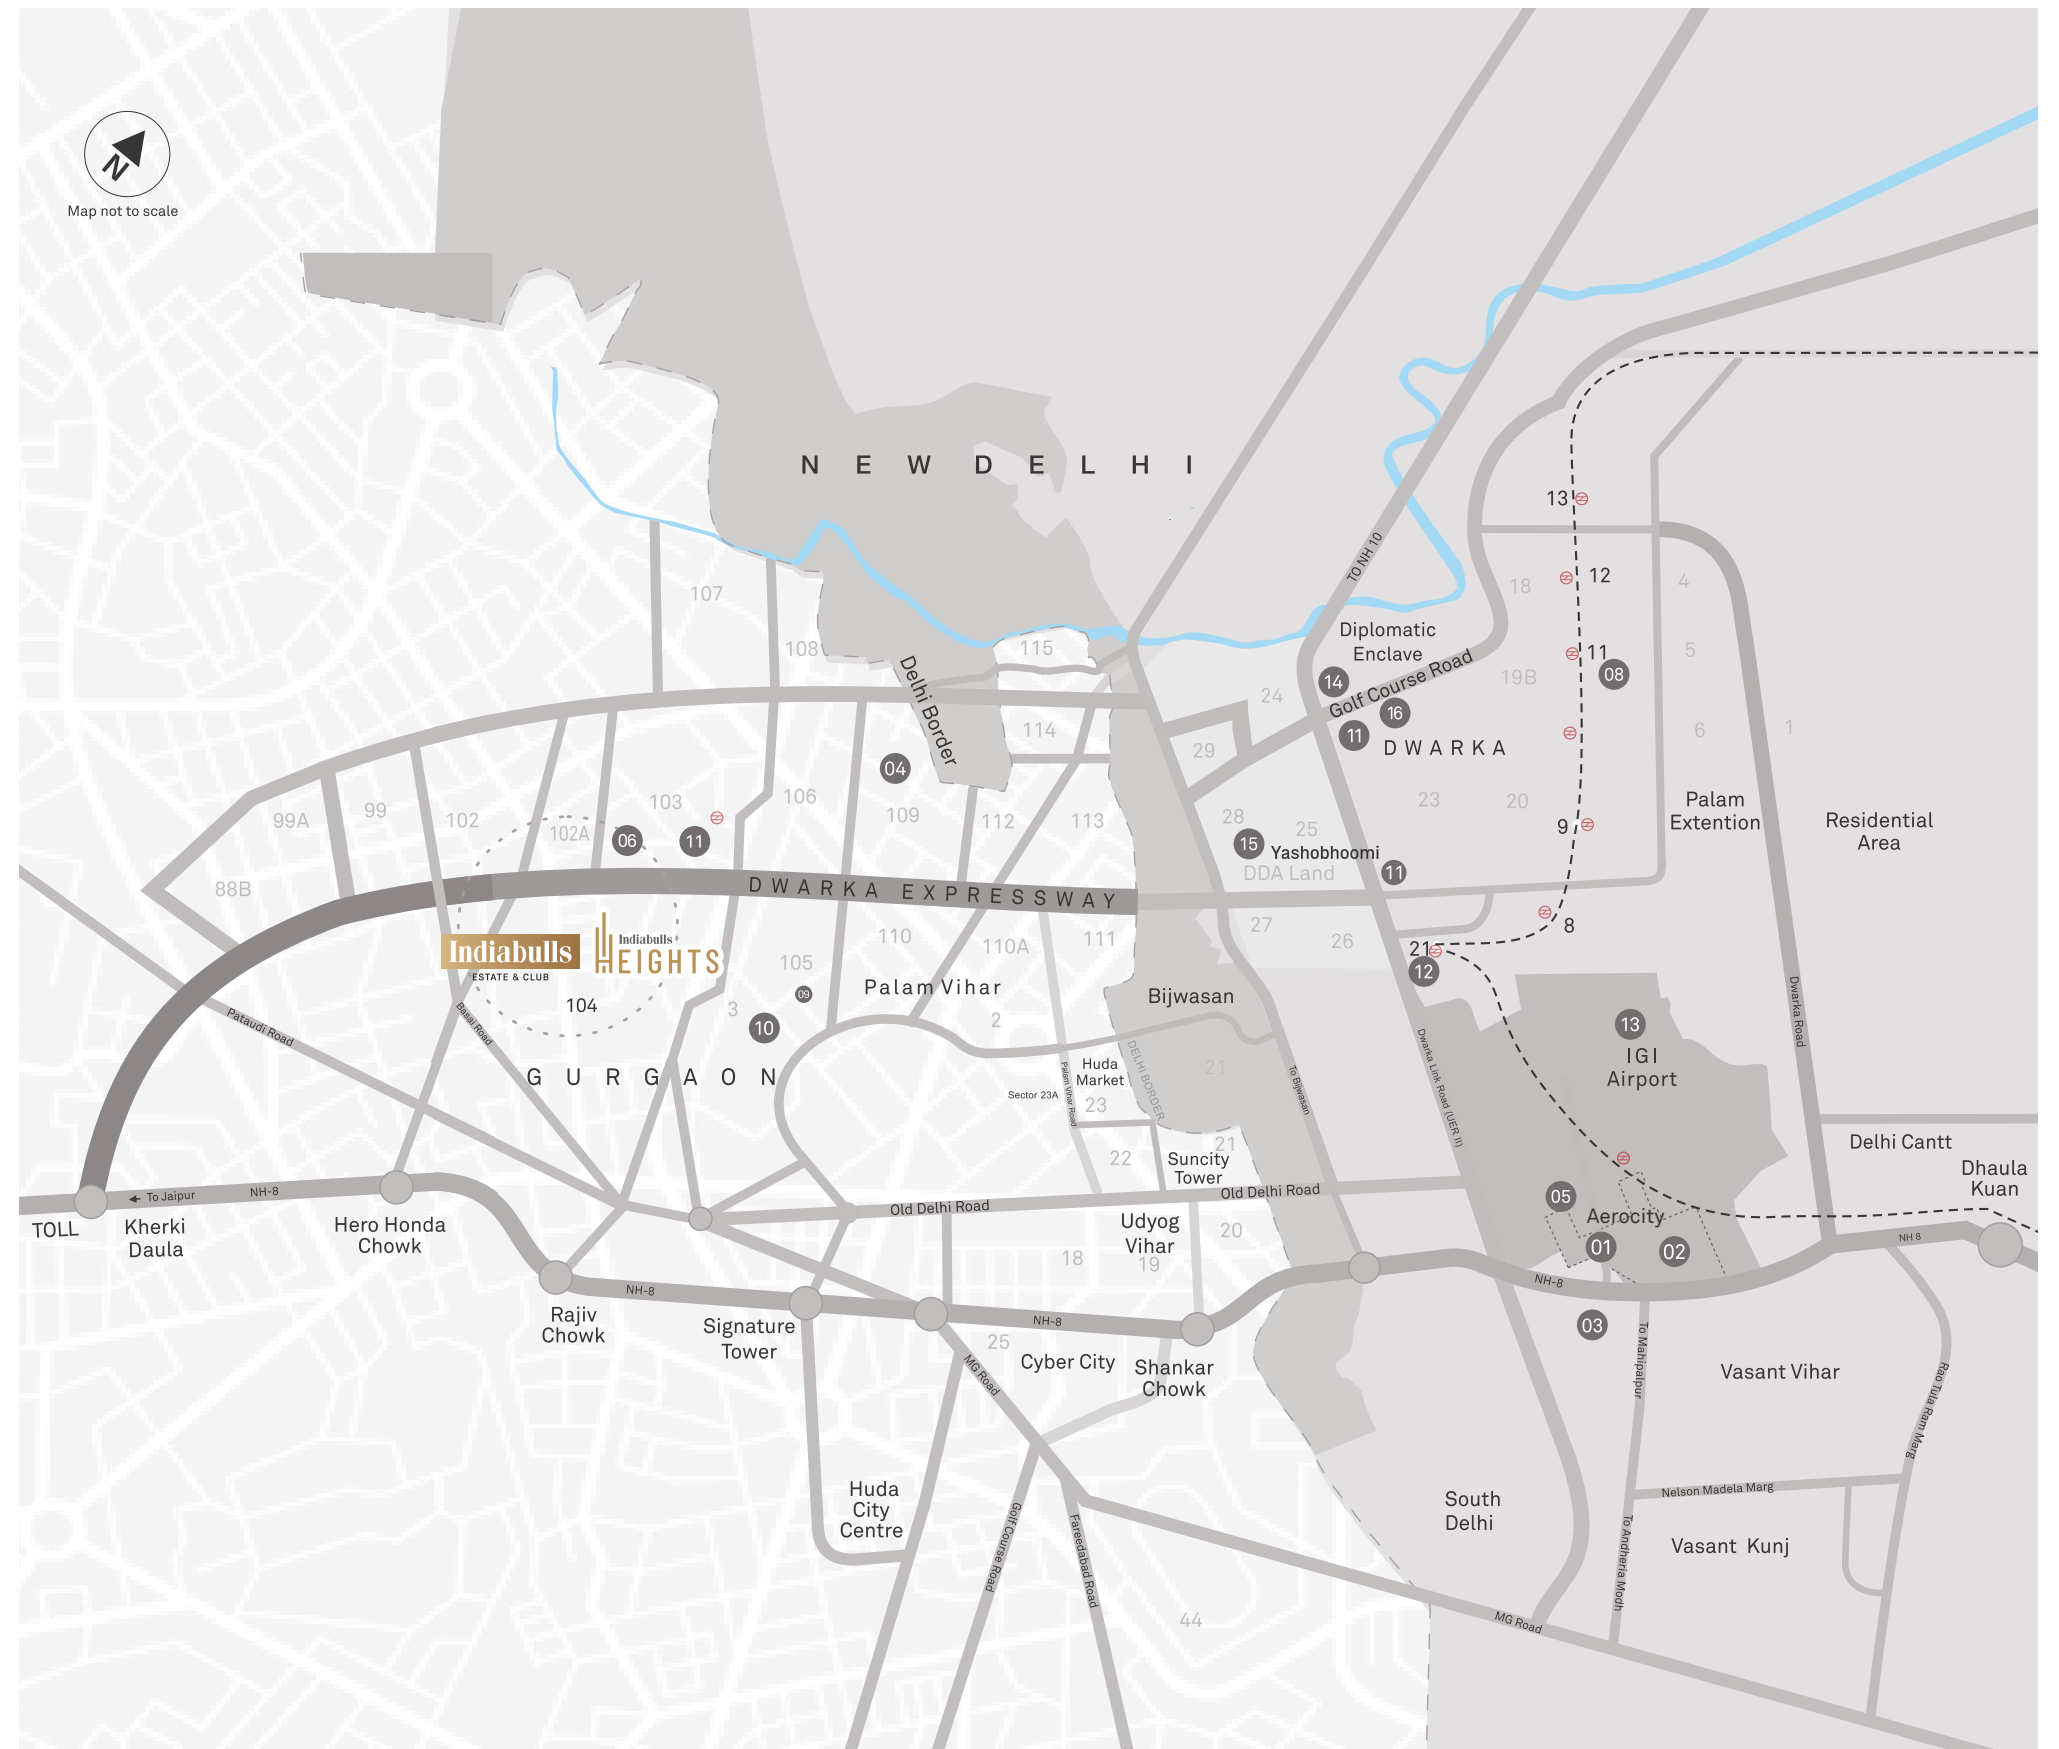 N
Map not to scale
N E W D E L H I
TO NH 10
13
12
18
4
107
108
115
Delhi Border
Diplomatic
Enclave
11
08
5
14
Golf Course Road
19B
24
16
11
114
29
DWARKA
6
1
04
103
106
109
112
113
99A
99
102
102A
06
11
28
25
23
20
9
Palam
Extention
Residential
Area
15
Yashobhoomi
11
DDA Land
88B
DWARKA EXPRESSWAY
27
26
8
21
12
110
110A
111
105
09
Indiabulls
ESTATE & CLUB
Indiabulls
HEIGHTS
104
Palam Vihar
Bijwasan
3
10
2
Basai Road
Pataudi Road
GURGAON
Dwarka Road
13
IGI
Airport
Huda
Market
Sector 23A
23
Palam Vihar Road
DELHI BORDER
21
To Bijwasan
Dwarka Link Road (UER II)
22
21
Suncity
Tower
Delhi Cantt
Dhaula
Kuan
To Jaipur
NH-8
TOLL
Kherki
Daula
Hero Honda
Chowk
Old Delhi Road
Old Delhi Road
Udyog
Vihar
18
19
20
05
Aerocity
01
02
NH 8
NH-8
NH-8
NH-8
03
Rajiv
Chowk
Signature
Tower
25
Cyber City
Shankar
Chowk
MG Road
To Mahipalpur
Vasant Vihar
Rao Tula Ram Marg
Huda
City
Centre
Golf Course Road
Fareedabad Road
South
Delhi
Nelson Madela Marg
To Andheria Modh
Vasant Kunj
44
MG Road